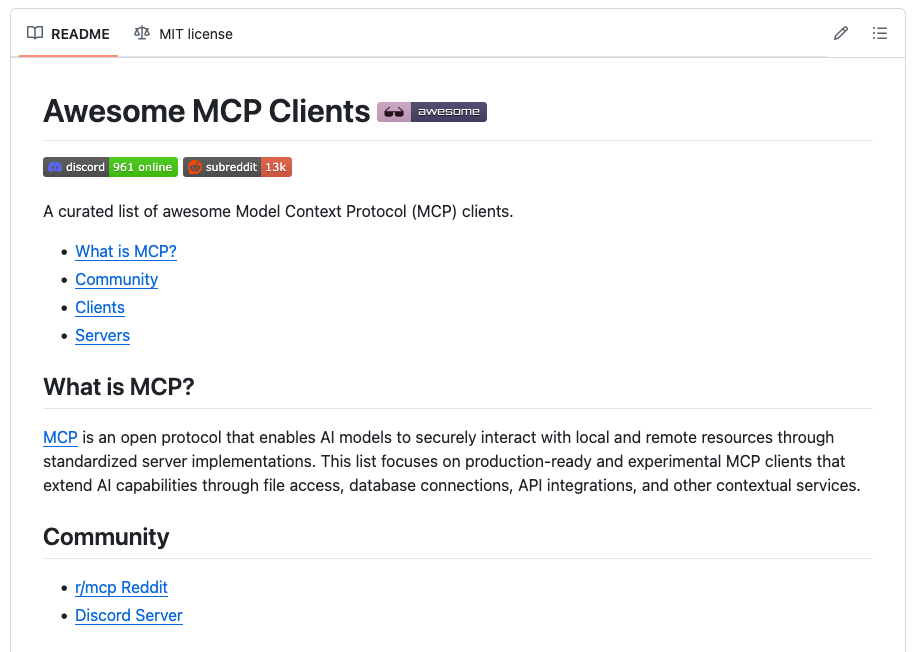 README MIT license
Awesome MCP Clients awesome
discord 961 online subreddit 13k
A curated list of awesome Model Context Protocol (MCP) clients.
• What is MCP?
• Community
• Clients
• Servers
What is MCP?
MCP is an open protocol that enables AI models to securely interact with local and remote resources through
standardized server implementations. This list focuses on production-ready and experimental MCP clients that
extend AI capabilities through file access, database connections, API integrations, and other contextual services.
Community
• r/mcp Reddit
• Discord Server